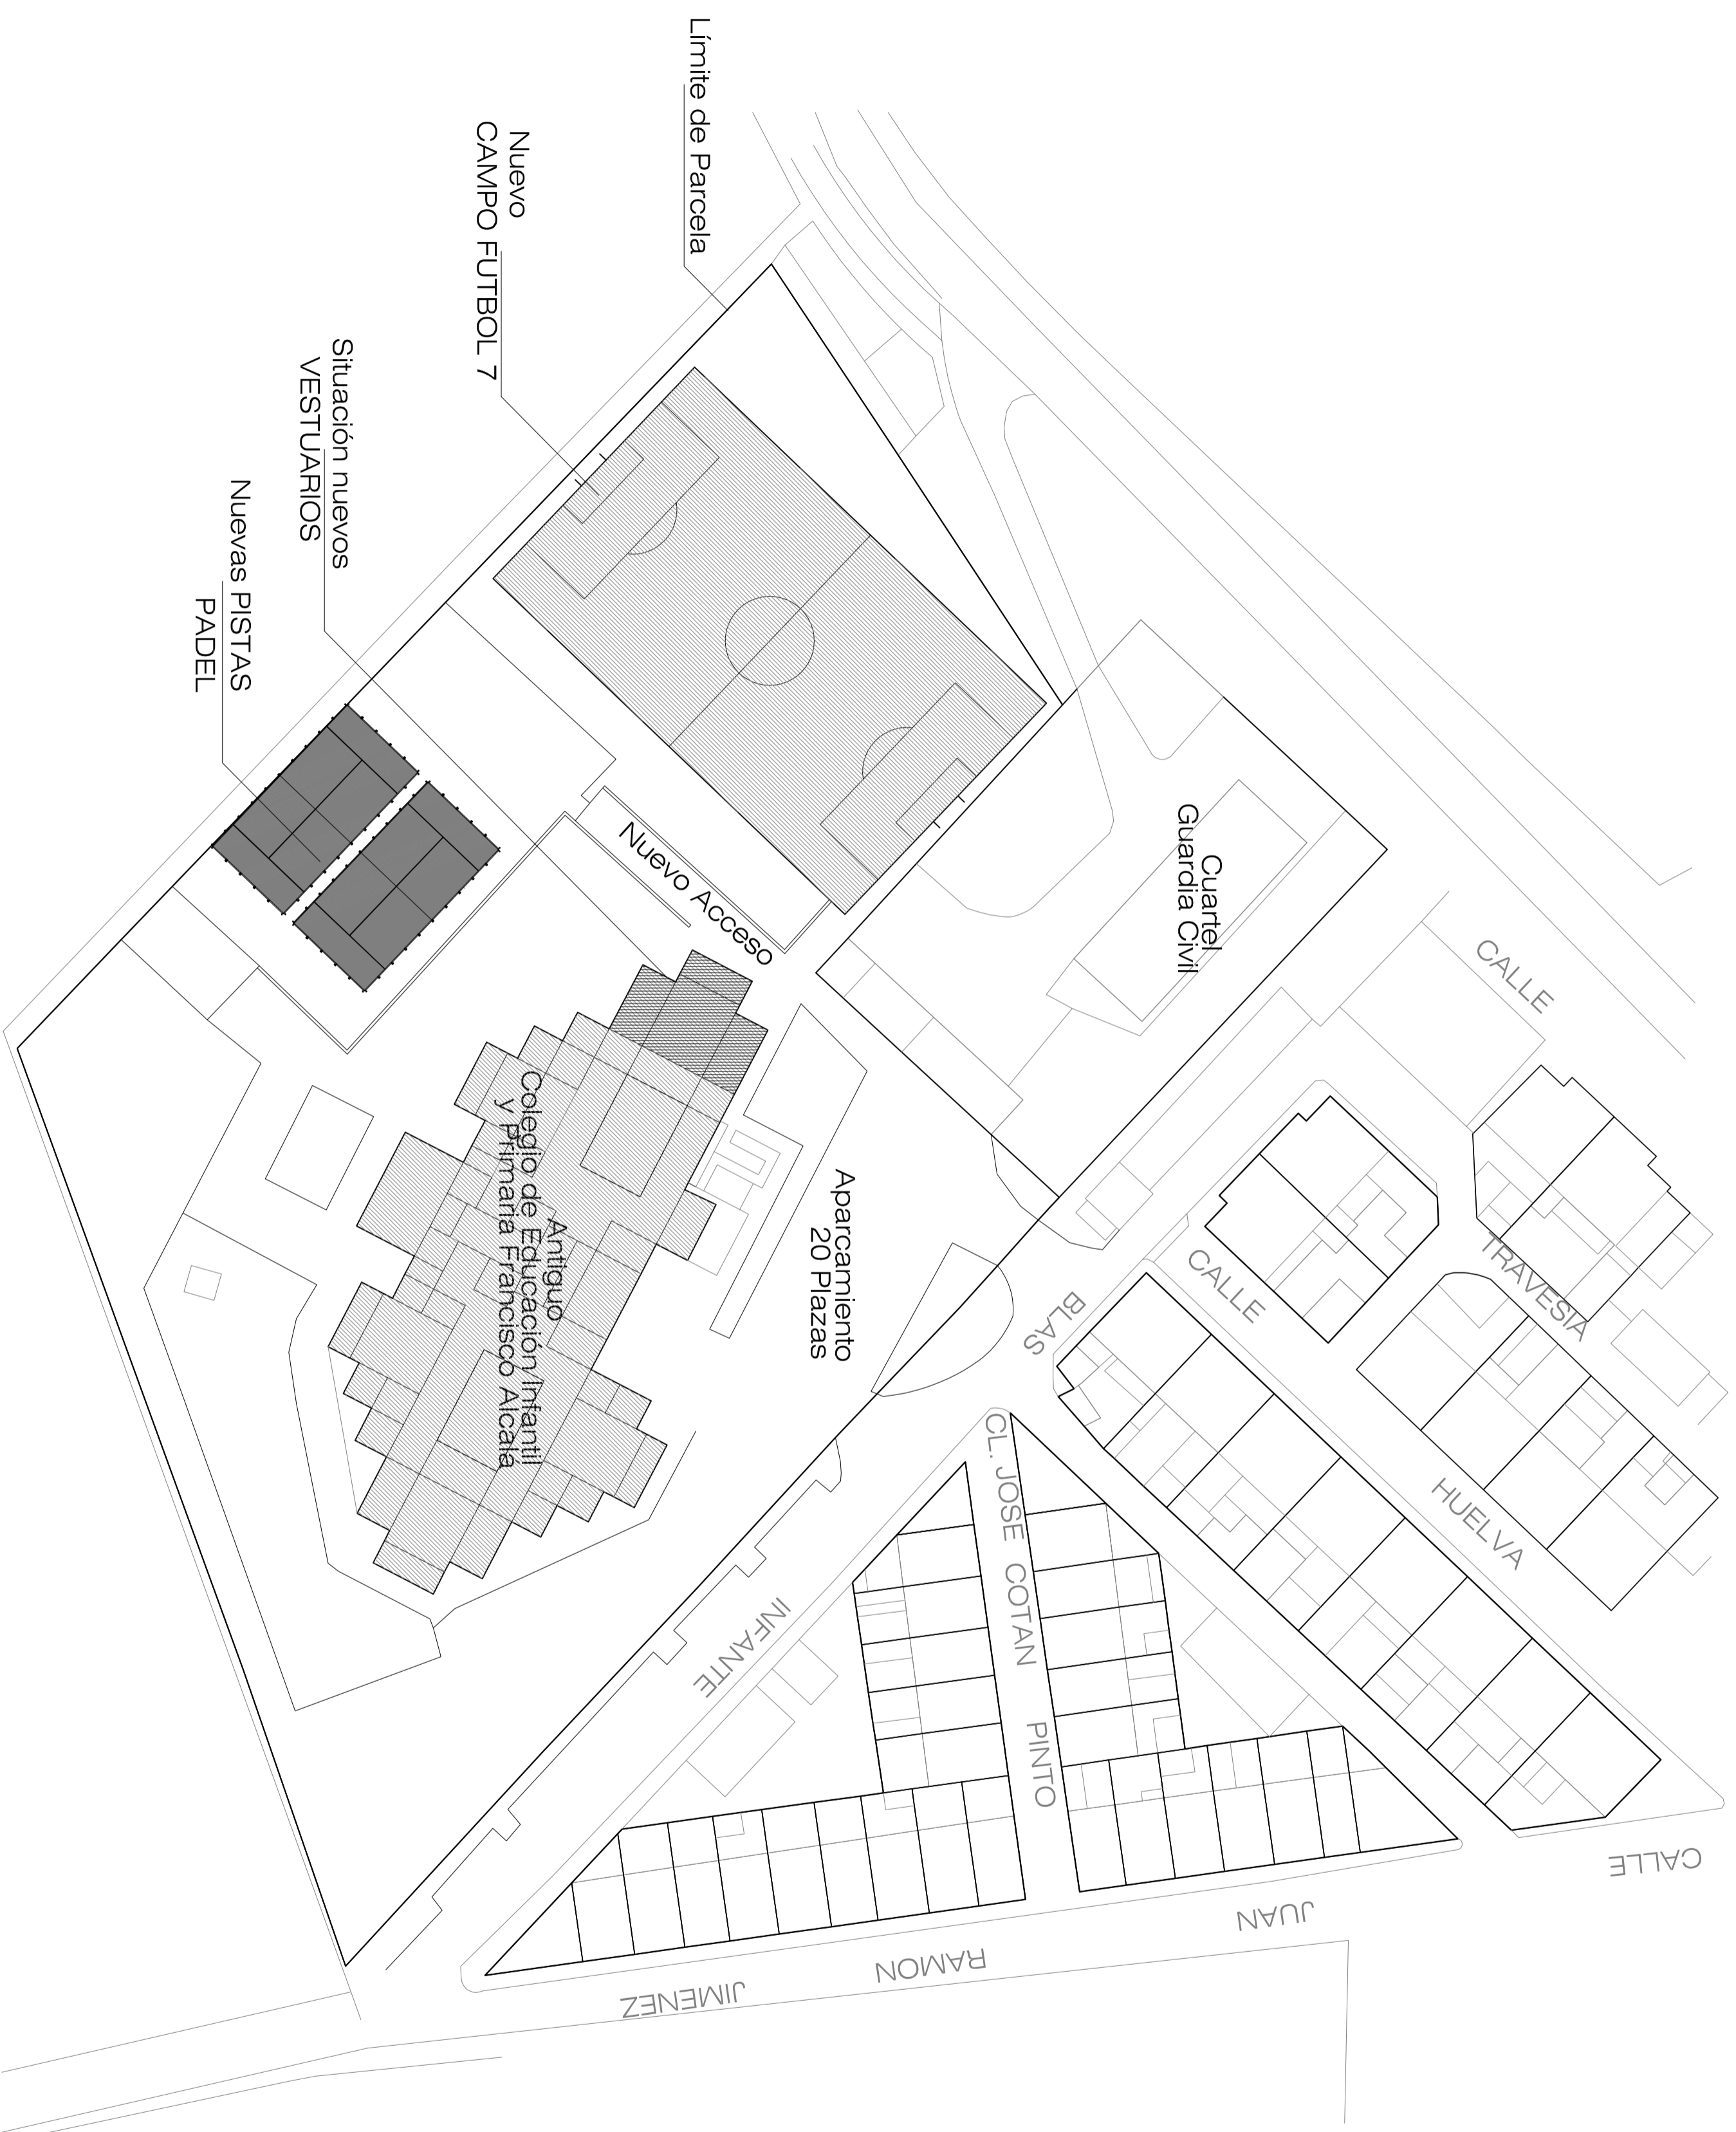 Límite de Parcela
Nuevo
CAMPO FUTBOL 7
Situación nuevos
VESTUARIOS
Nuevas PISTAS
PADEL
Nuevo Acceso
Cuartel
Guardia Civil
Antiguo
Colegio de Educación Infantil
y Primaria Francisco Alcala
Aparcamiento
20 Plazas
CALLE
TRAVESIA
CALLE
HUELVA
BLAS
INFANTE
CL. JOSE COTAN PINTO
CALLE
JUAN
RAMON
JIMENEZ